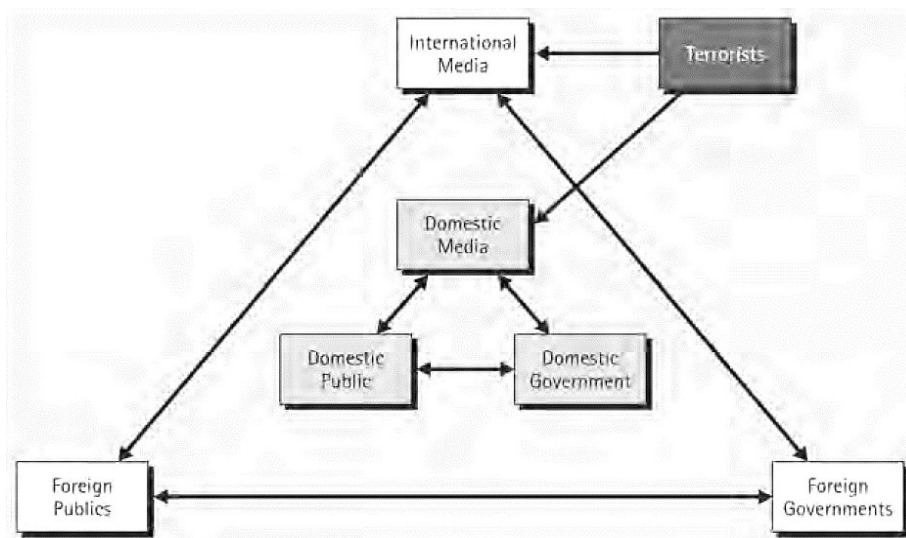 International
Media
Terrorists
Domestic
Media
Domestic
Public
Domestic
Government
Foreign
Publics
Foreign
Governments